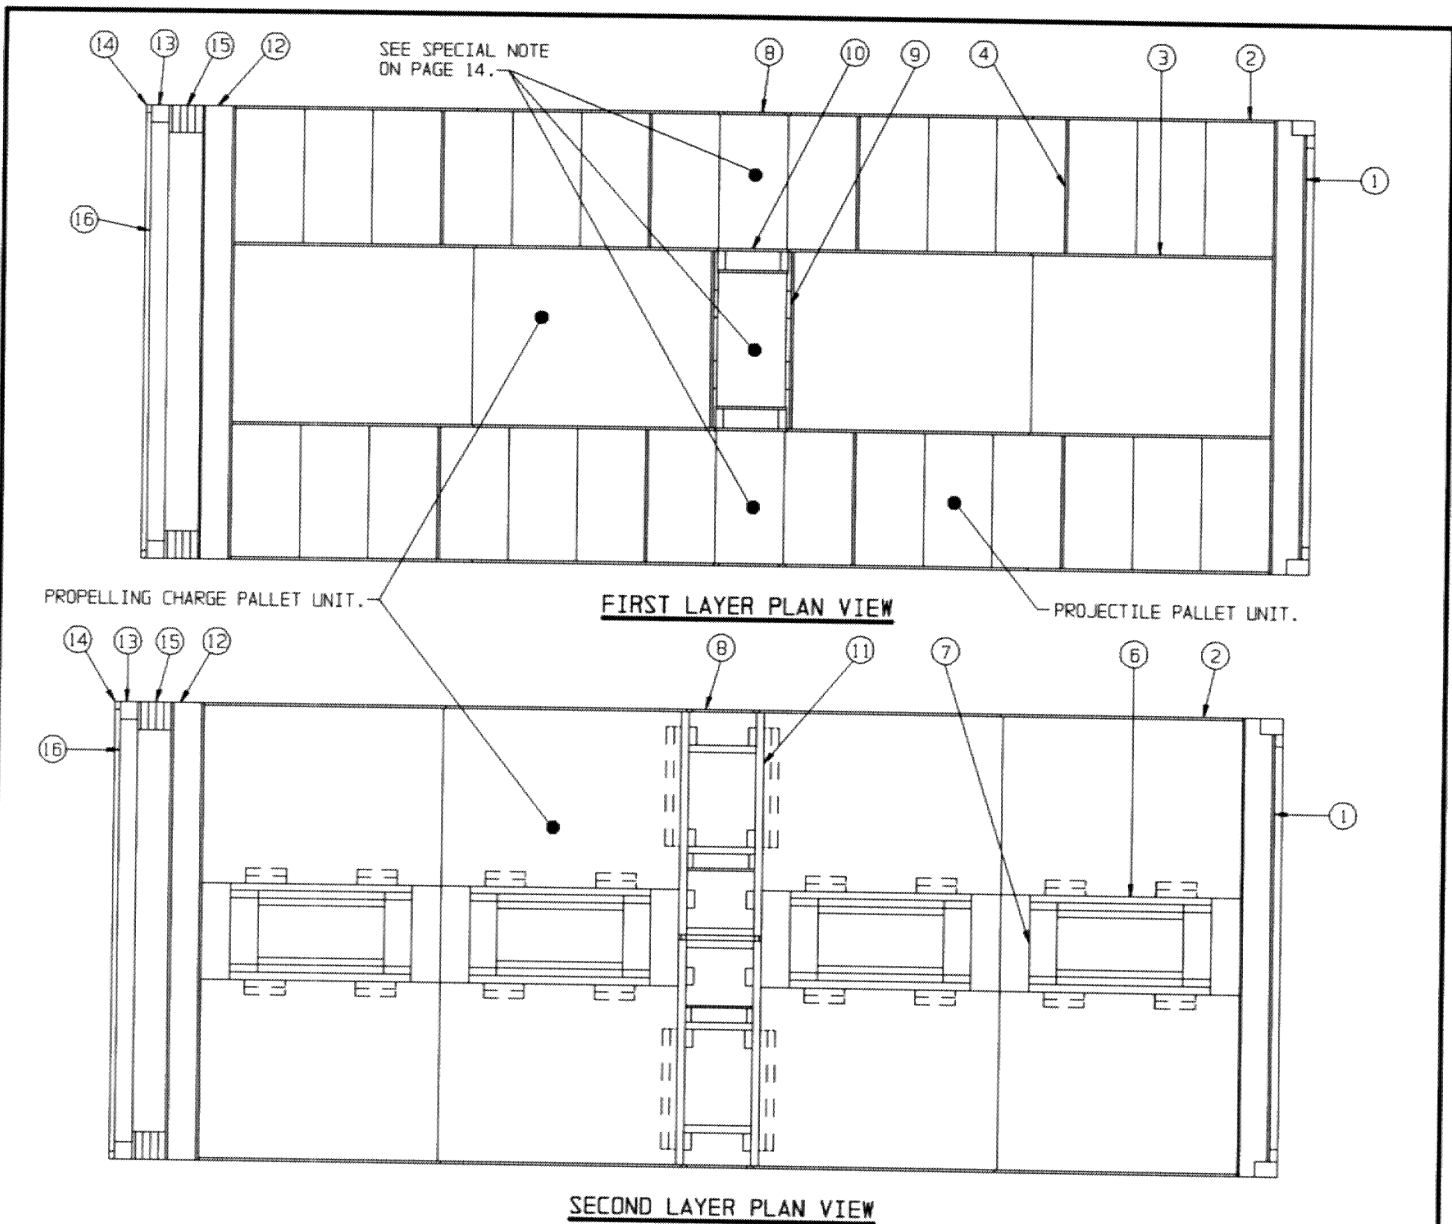 14 13 15 12 8 10 9 4 3 2
SEE SPECIAL NOTE
ON PAGE 14.
1
16
PROPELLING CHARGE PALLET UNIT.
FIRST LAYER PLAN VIEW
PROJECTILE PALLET UNIT.
14 13 15 12 8 11 7 6 2
16
1
SECOND LAYER PLAN VIEW